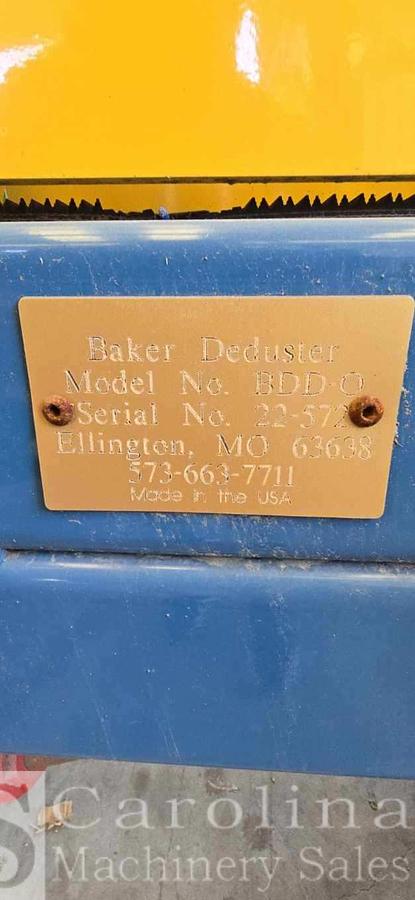 Baker Deduster
Model No. BDD-O
Serial No. 22-572
Ellington, MO 63638
573-663-7711
Made in the USA
S Carolina
Machinery Sales